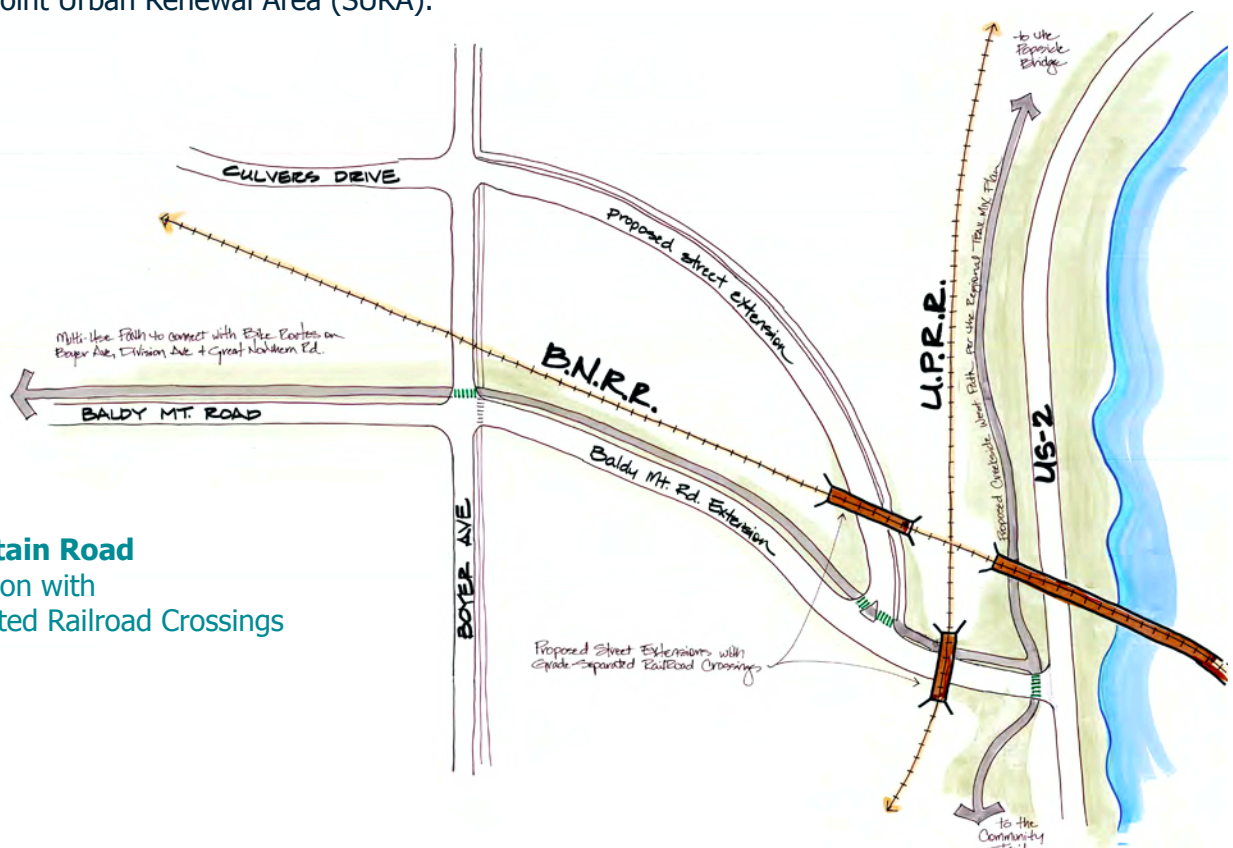 oint Urban Renewal Area (SURA).
to the
Popside
Bridge
CULVERS DRIVE
proposed street extension
Proposed Creekside West Path per the Regional Trail MIX Plan
U.P.R.R.
US-2
Multi-Use Path to connect with Bike Routes on
Boyer Ave, Division Ave + Great Northern Rd.
B.N.R.R.
BALDY MT. ROAD
Baldy Mt. Rd. Extension
BOYER AVE
tain Road
on with
ted Railroad Crossings
Proposed Street Extensions with
Grade-Separated RailRoad Crossings
to the
Community